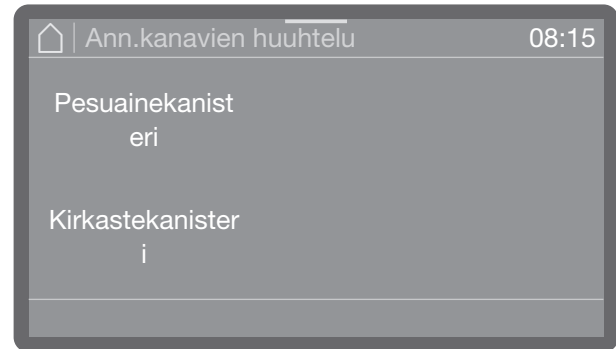 Ann.kanavien huuhtelu 08:15
Pesuainekanist
eri
Kirkastekanister
i